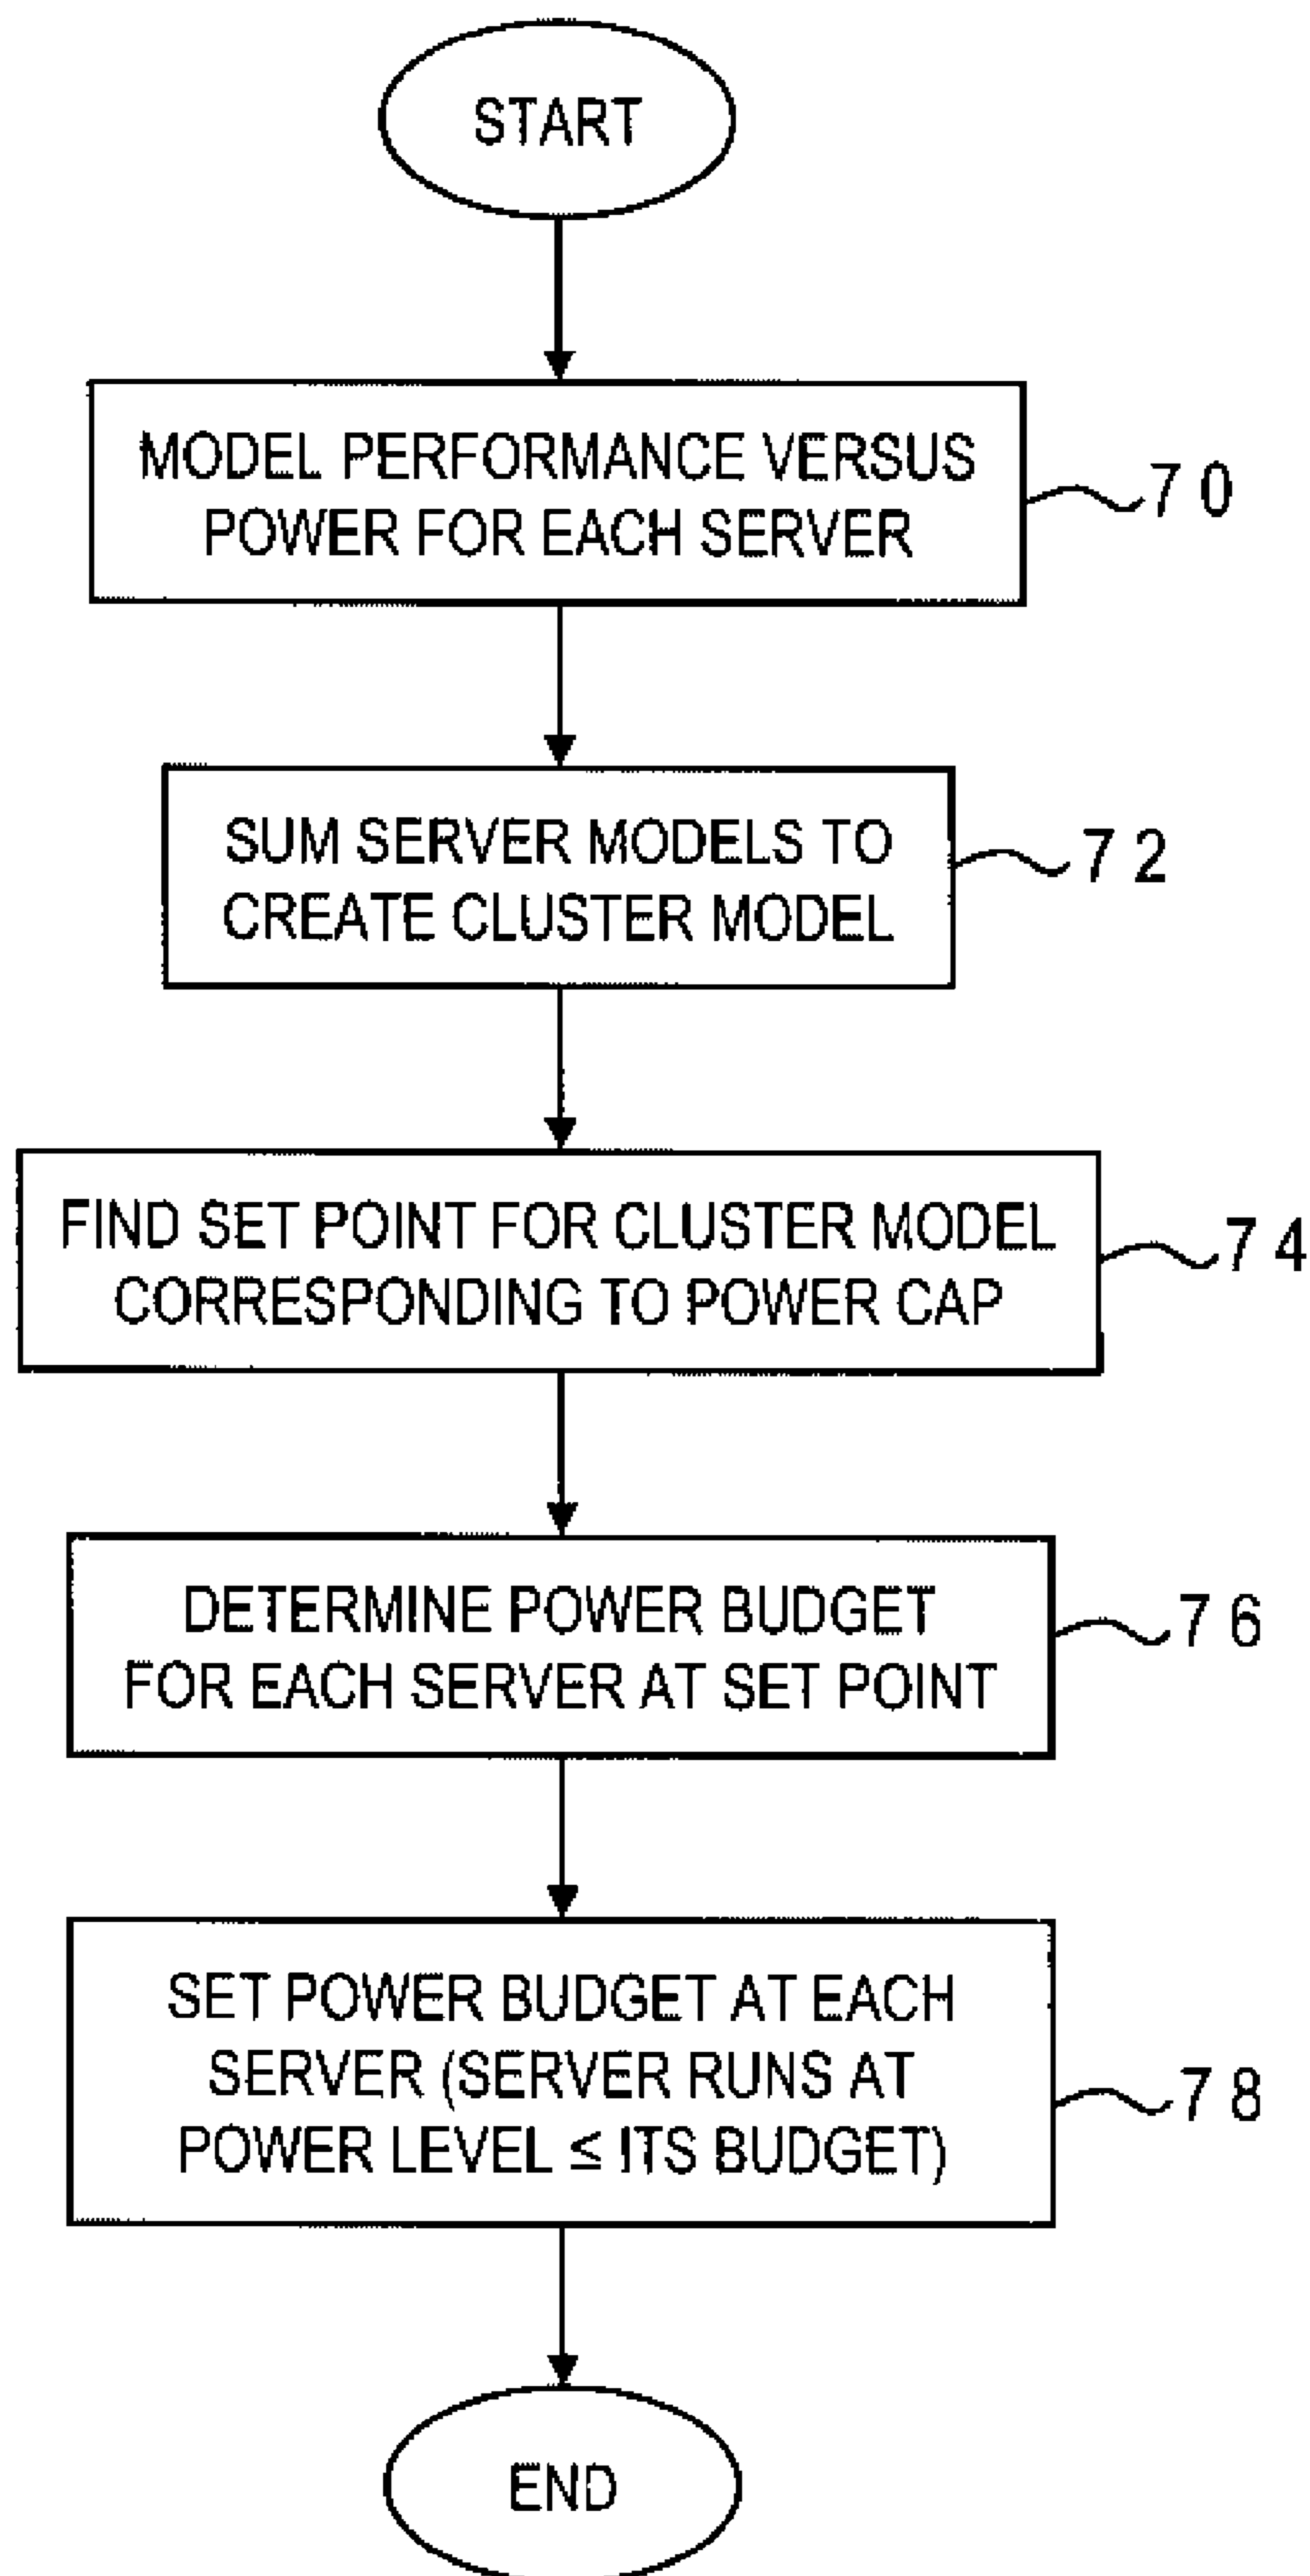 START
MODEL PERFORMANCE VERSUS
POWER FOR EACH SERVER
70
SUM SERVER MODELS TO
CREATE CLUSTER MODEL
72
FIND SET POINT FOR CLUSTER MODEL
CORRESPONDING TO POWER CAP
74
DETERMINE POWER BUDGET
FOR EACH SERVER AT SET POINT
76
SET POWER BUDGET AT EACH
SERVER (SERVER RUNS AT
POWER LEVEL ≤ ITS BUDGET)
78
END